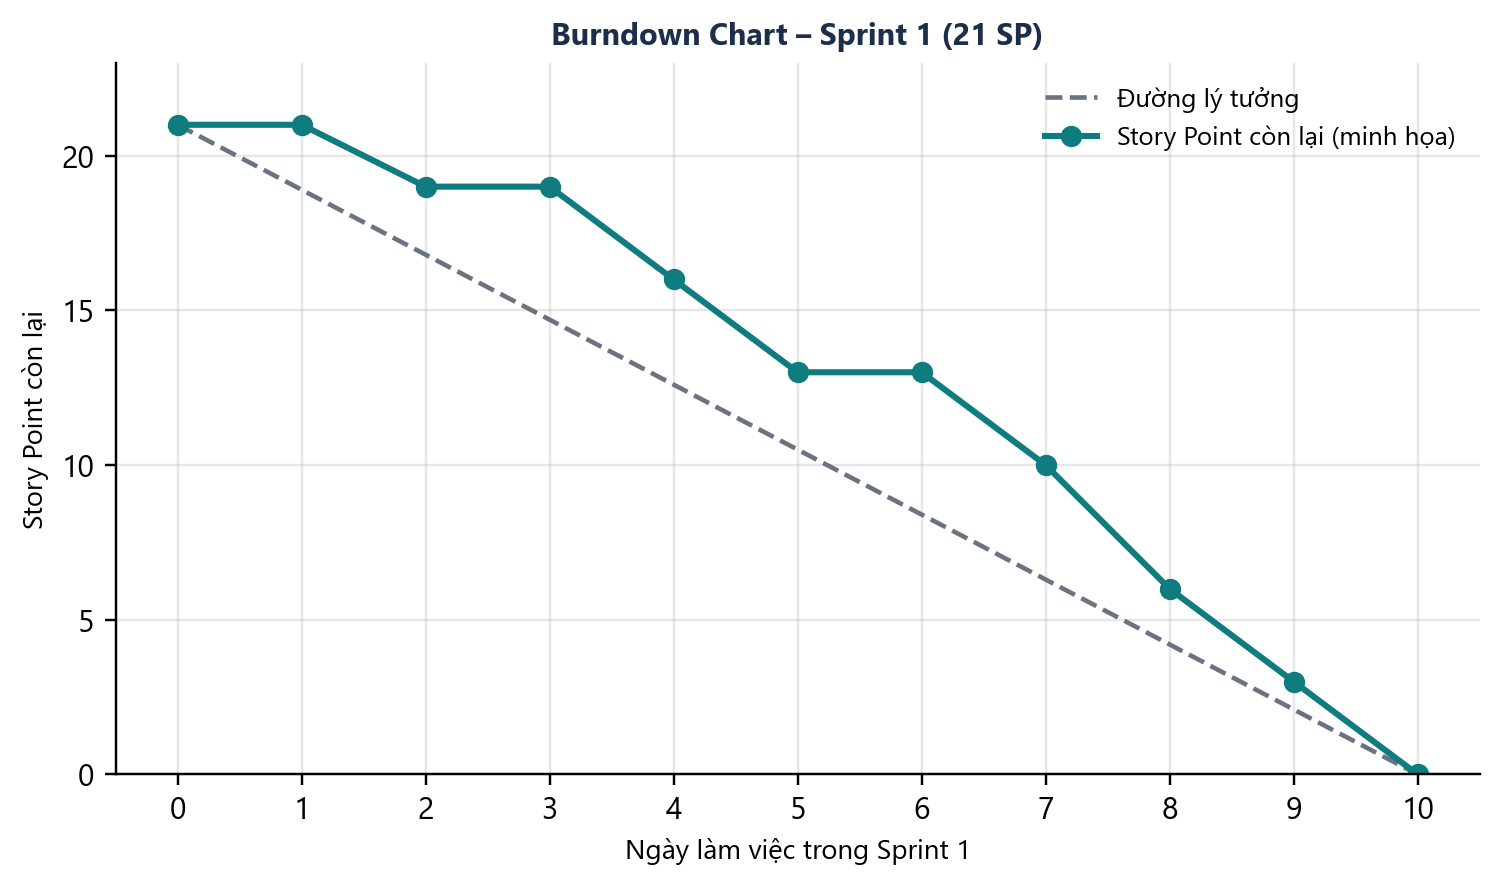 Burndown Chart – Sprint 1 (21 SP)
Đường lý tưởng
Story Point còn lại (minh họa)
Story Point còn lại
20
15
10
5
0
0 1 2 3 4 5 6 7 8 9 10
Ngày làm việc trong Sprint 1